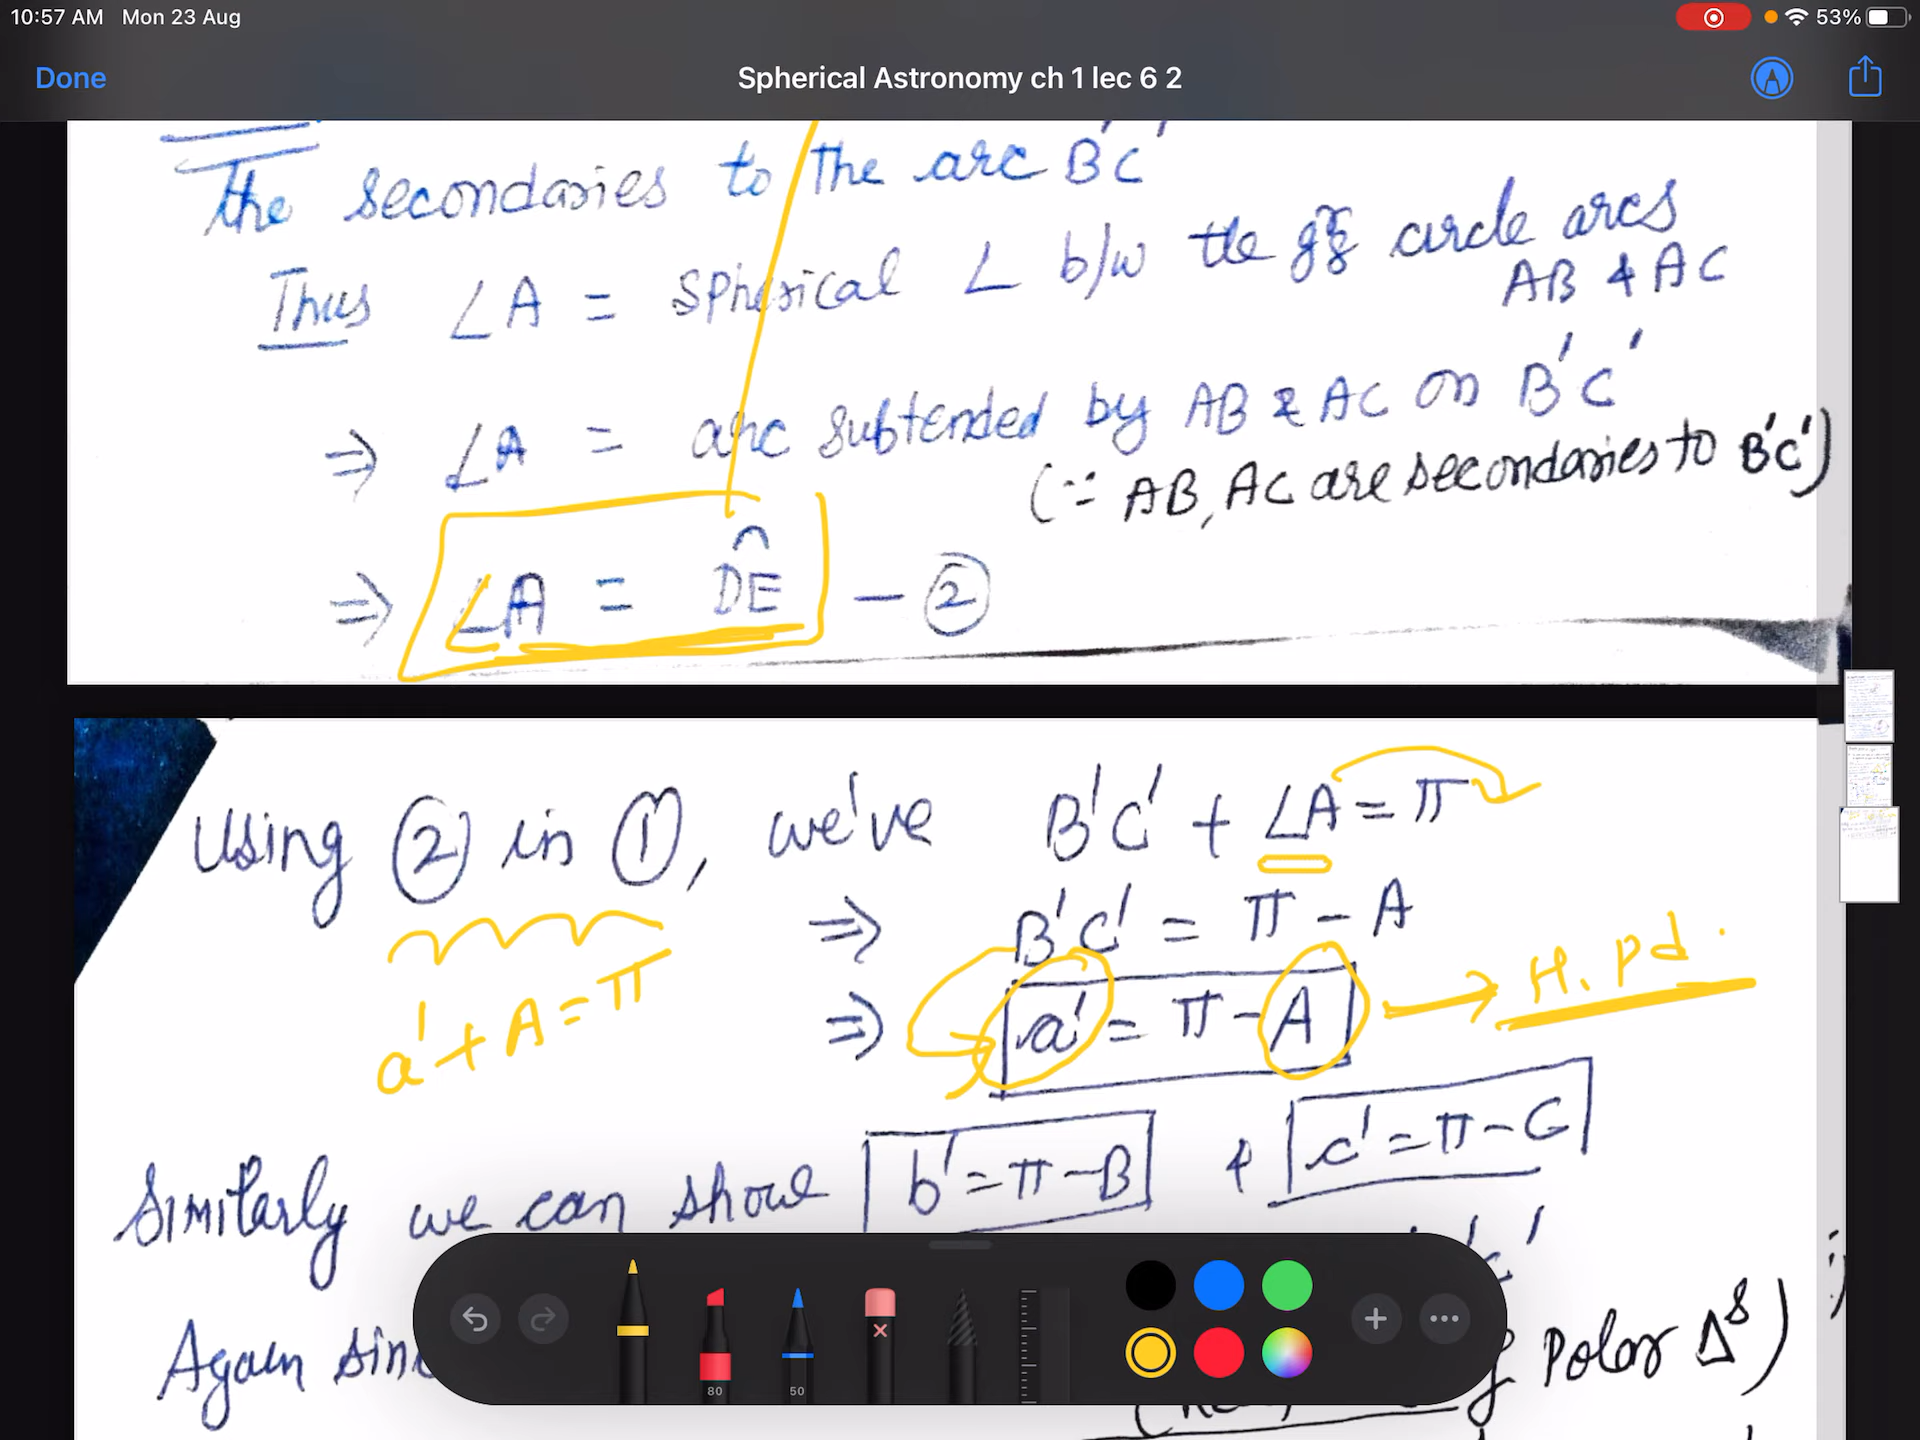 10:57 AM Mon 23 Aug
53%
Done
Spherical Astronomy ch 1 lec 6 2
The secondaries to the arc B'C'
Thus ∠A = Spherical ∠ b/w the circle arcs
AB & AC
⇒ ∠A = arc subtended by AB & AC on B'C'
(∵ AB, AC are secondaries to B'C')
⇒ ∠A = DE — ②
Using ② in ①, we've B'C' + ∠A = π
⇒ B'C' = π - A
⇒ a' = π - A → H. pd.
a' + A = π
Similarly we can show b' = π - B & c' = π - C
Again
Polar Δs)
80
50